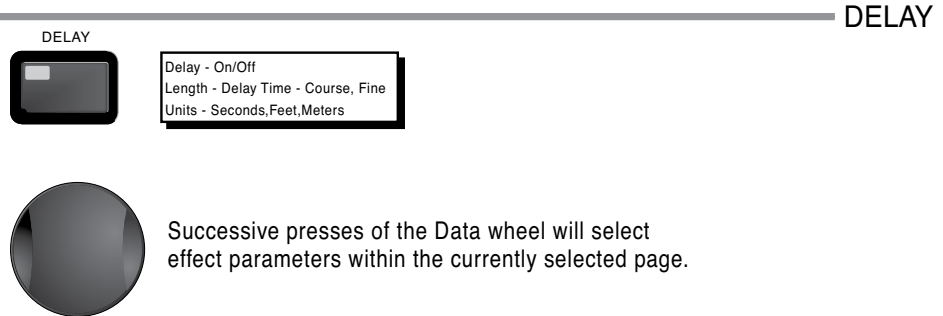 DELAY
DELAY
Delay - On/Off
Length - Delay Time - Course, Fine
Units - Seconds,Feet,Meters
Successive presses of the Data wheel will select
effect parameters within the currently selected page.